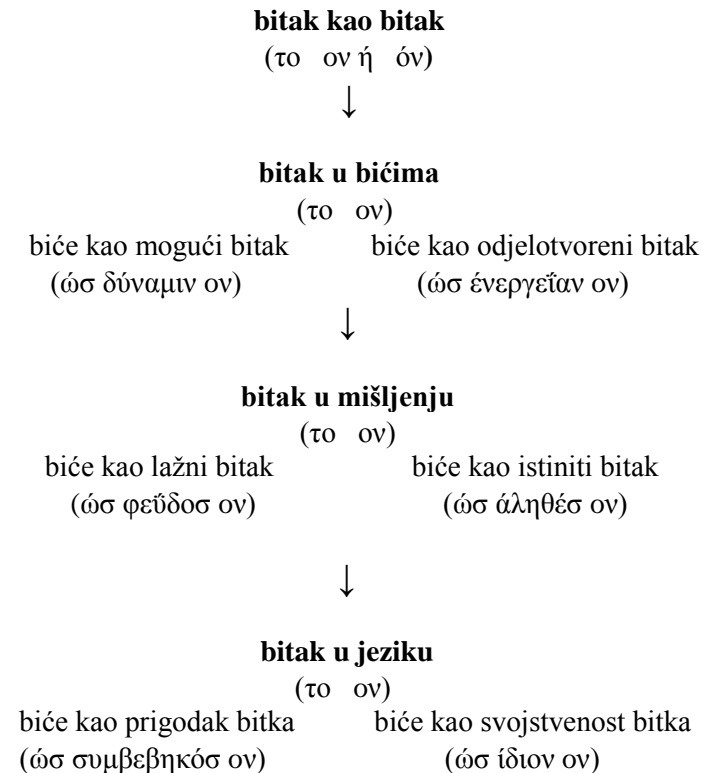 bitak kao bitak
(το ον ή όν)
↓
bitak u bićima
(το ον)
biće kao mogući bitak biće kao odjelotvoreni bitak
(ώσ δύναμιν ον) (ώσ ένεργεΐαν ον)
↓
bitak u mišljenju
(το ον)
biće kao lažni bitak biće kao istiniti bitak
(ώσ φεΰδοσ ον) (ώσ άληθέσ ον)
↓
bitak u jeziku
(το ον)
biće kao prigodak bitka biće kao svojstvenost bitka
(ώσ συμβεβηκόσ ον) (ώσ ίδιον ον)